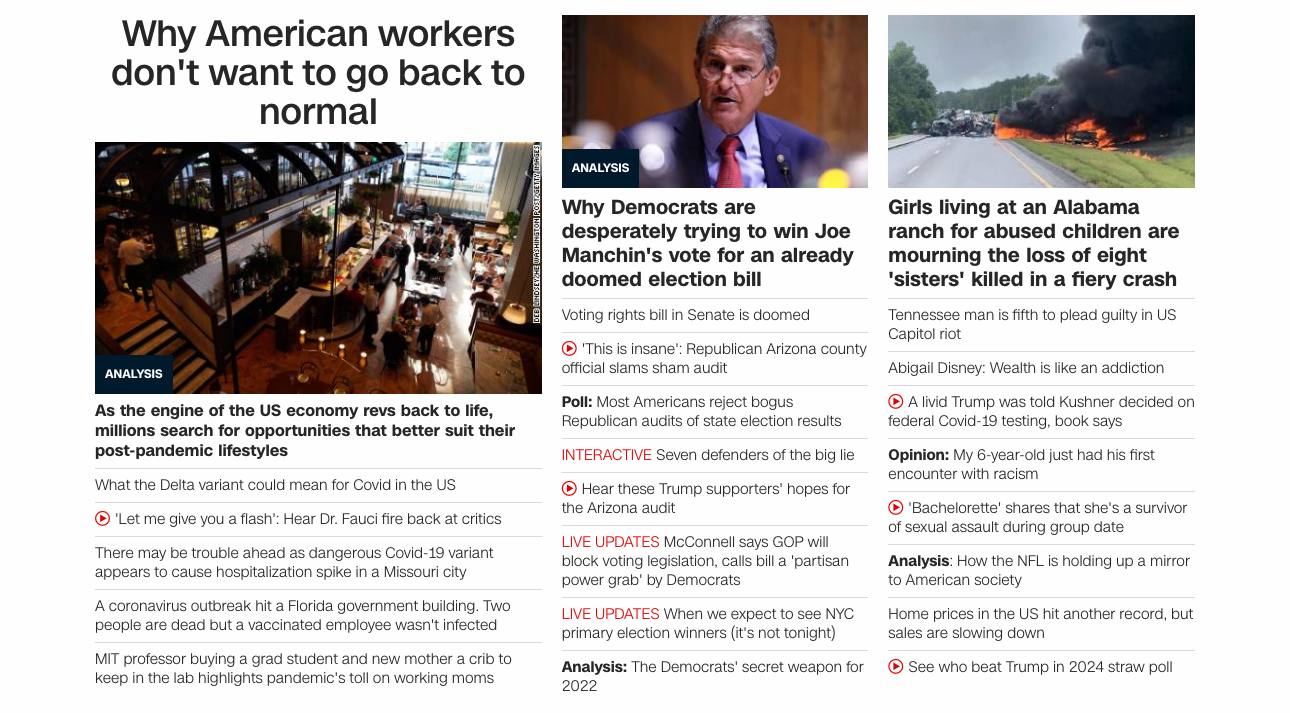 Why American workers
don't want to go back to
normal
DEB LINDSEY/THE WASHINGTON POST/GETTY IMAGES
ANALYSIS
As the engine of the US economy revs back to life,
millions search for opportunities that better suit their
post-pandemic lifestyles
What the Delta variant could mean for Covid in the US
'Let me give you a flash': Hear Dr. Fauci fire back at critics
There may be trouble ahead as dangerous Covid-19 variant
appears to cause hospitalization spike in a Missouri city
A coronavirus outbreak hit a Florida government building. Two
people are dead but a vaccinated employee wasn't infected
MIT professor buying a grad student and new mother a crib to
keep in the lab highlights pandemic's toll on working moms
ANALYSIS
Why Democrats are
desperately trying to win Joe
Manchin's vote for an already
doomed election bill
Voting rights bill in Senate is doomed
'This is insane': Republican Arizona county
official slams sham audit
Poll: Most Americans reject bogus
Republican audits of state election results
INTERACTIVE Seven defenders of the big lie
Hear these Trump supporters' hopes for
the Arizona audit
LIVE UPDATES McConnell says GOP will
block voting legislation, calls bill a 'partisan
power grab' by Democrats
LIVE UPDATES When we expect to see NYC
primary election winners (it's not tonight)
Analysis: The Democrats' secret weapon for
2022
Girls living at an Alabama
ranch for abused children are
mourning the loss of eight
'sisters' killed in a fiery crash
Tennessee man is fifth to plead guilty in US
Capitol riot
Abigail Disney: Wealth is like an addiction
A livid Trump was told Kushner decided on
federal Covid-19 testing, book says
Opinion: My 6-year-old just had his first
encounter with racism
'Bachelorette' shares that she's a survivor
of sexual assault during group date
Analysis: How the NFL is holding up a mirror
to American society
Home prices in the US hit another record, but
sales are slowing down
See who beat Trump in 2024 straw poll